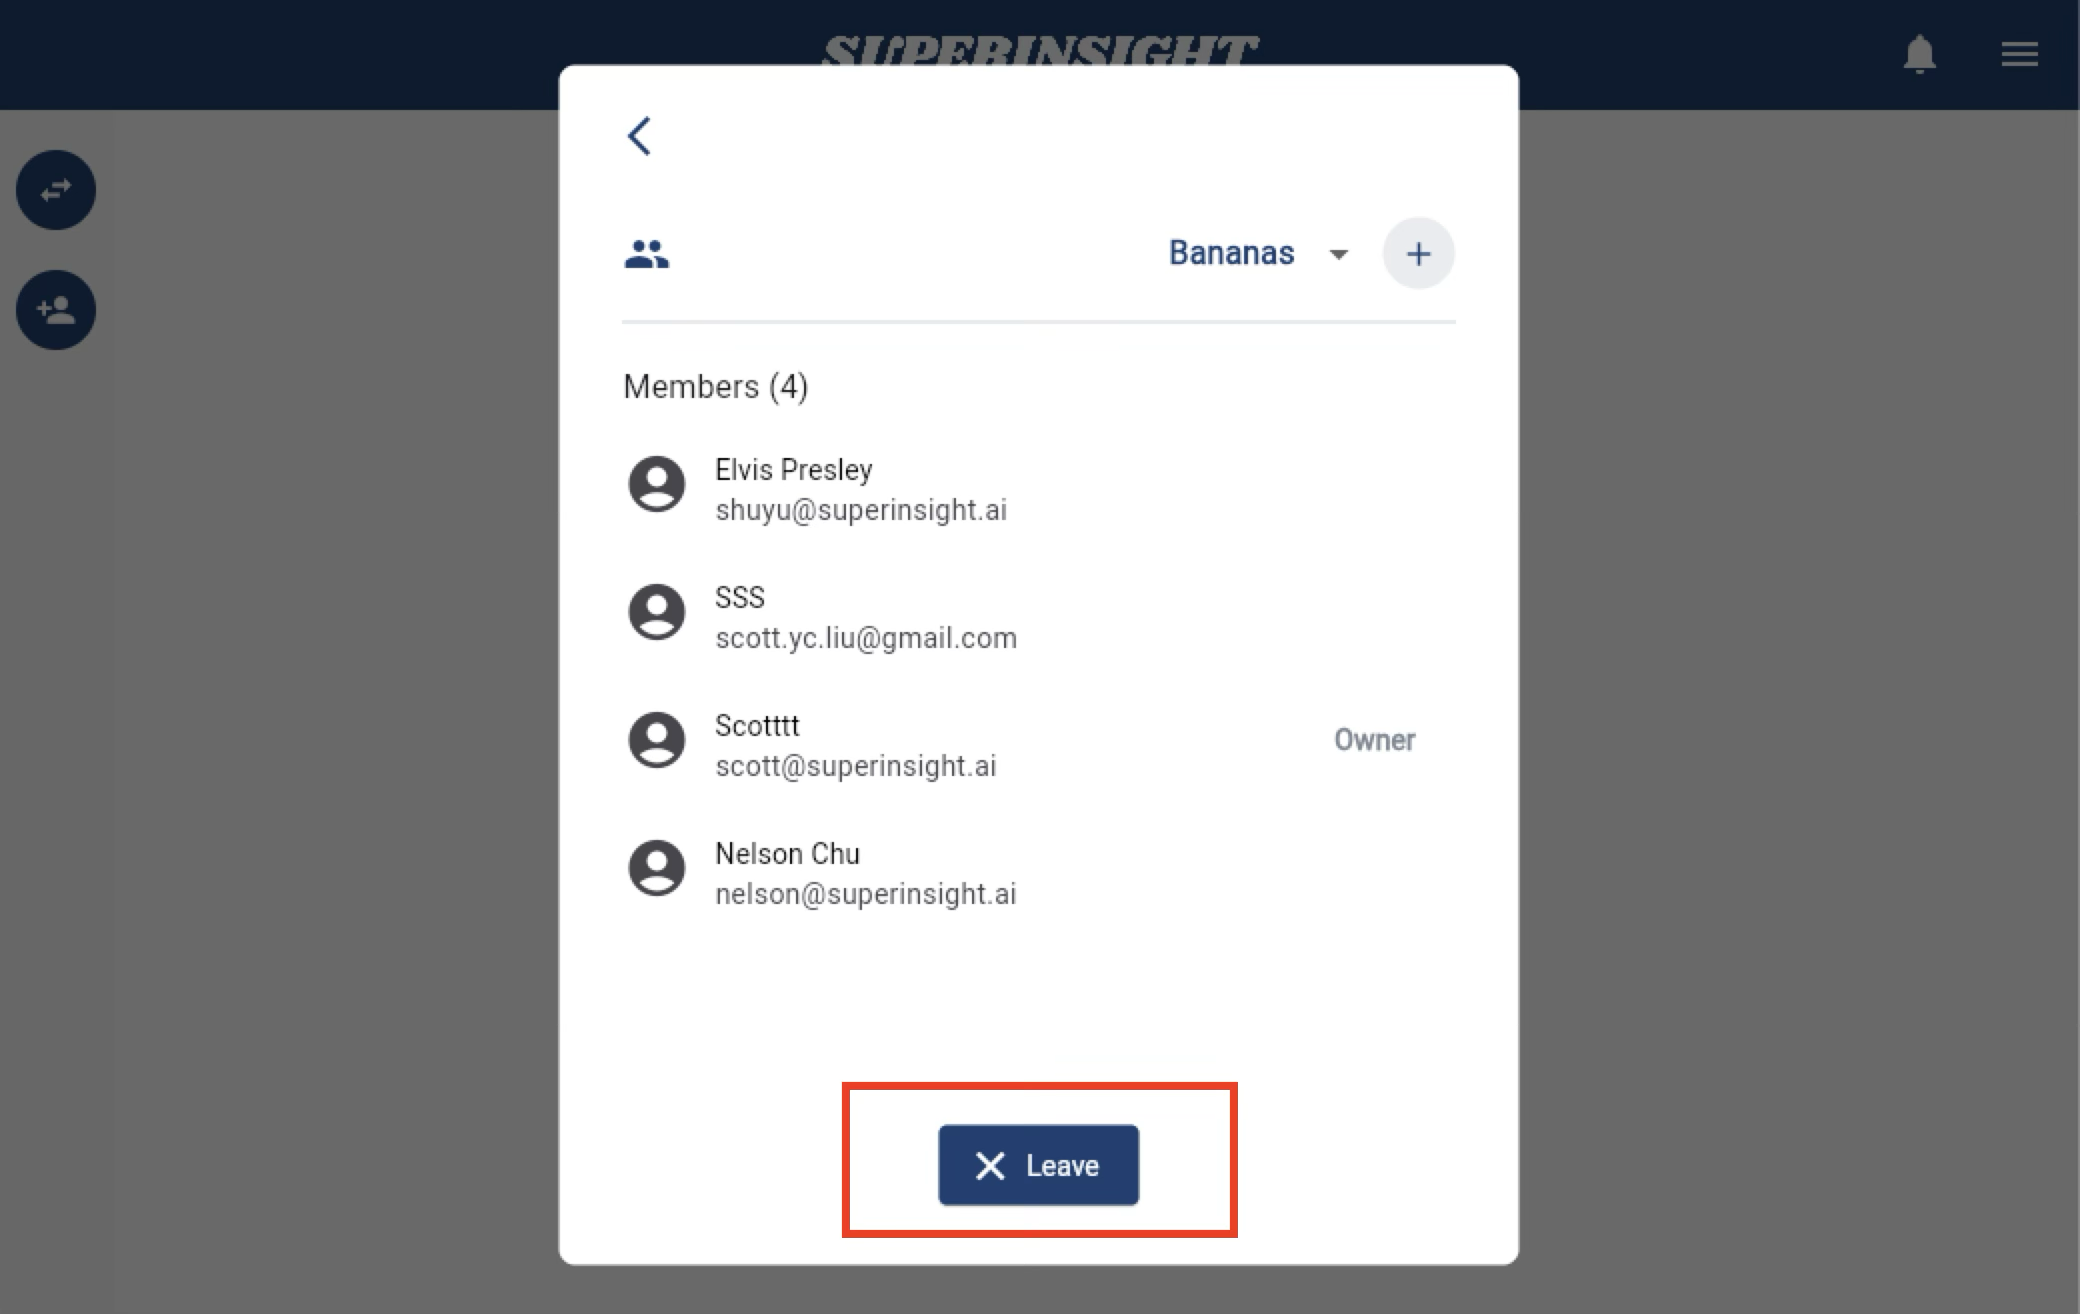 SUPERINSIGHT
Bananas
Members (4)
Elvis Presley
shuyu@superinsight.ai
SSS
scott.yc.liu@gmail.com
Scotttt
scott@superinsight.ai
Owner
Nelson Chu
nelson@superinsight.ai
Leave